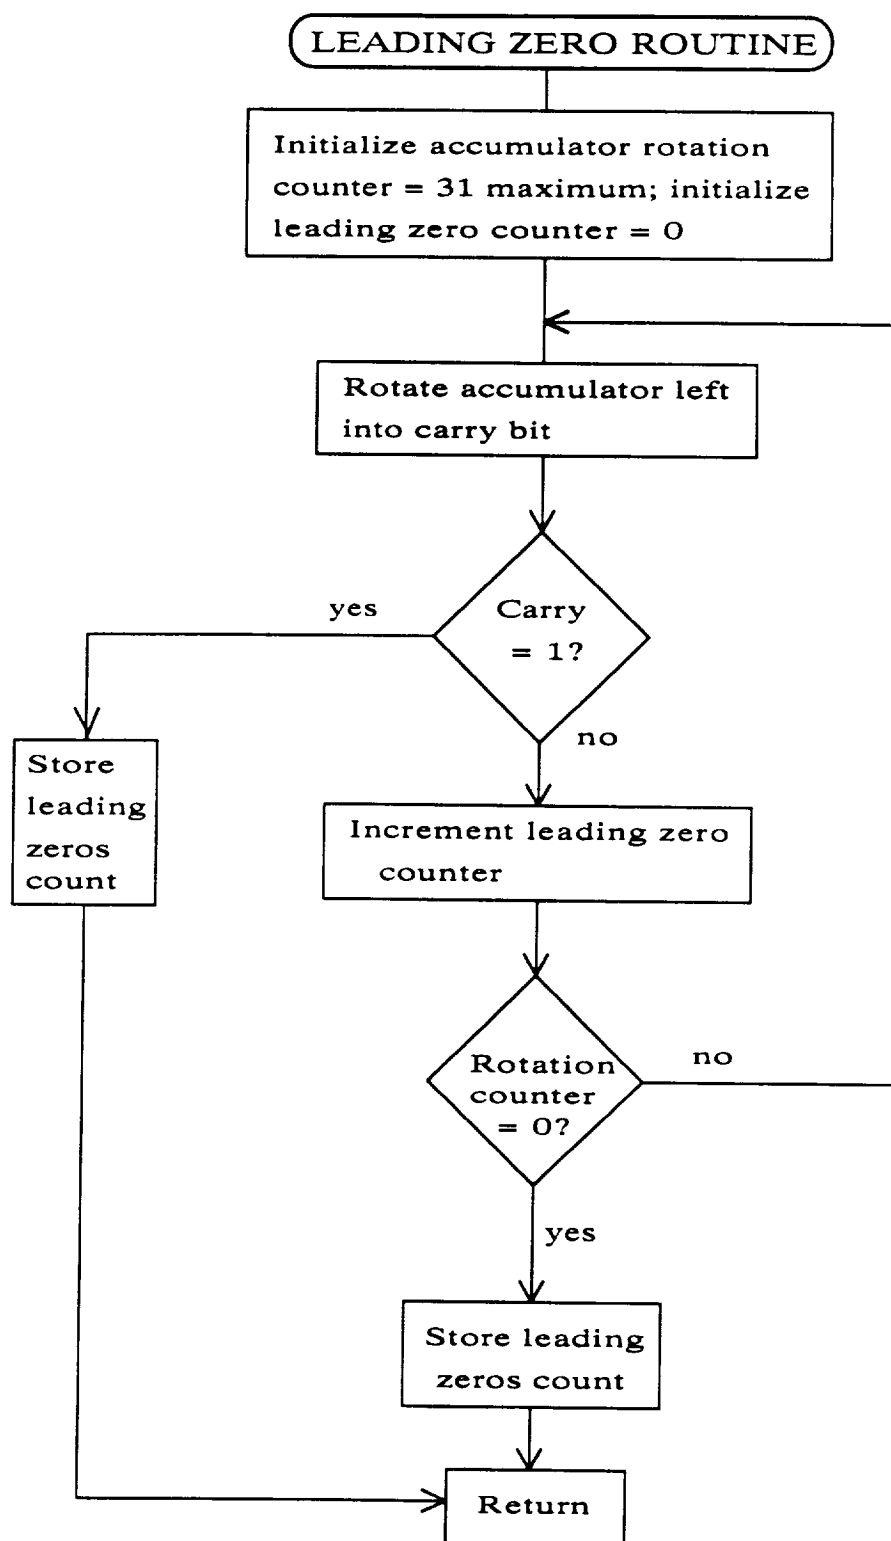 LEADING ZERO ROUTINE
Initialize accumulator rotation
counter = 31 maximum; initialize
leading zero counter = 0
Rotate accumulator left
into carry bit
Carry
= 1?
yes
no
Store
leading
zeros
count
Increment leading zero
counter
Rotation
counter
= 0?
no
yes
Store leading
zeros count
Return